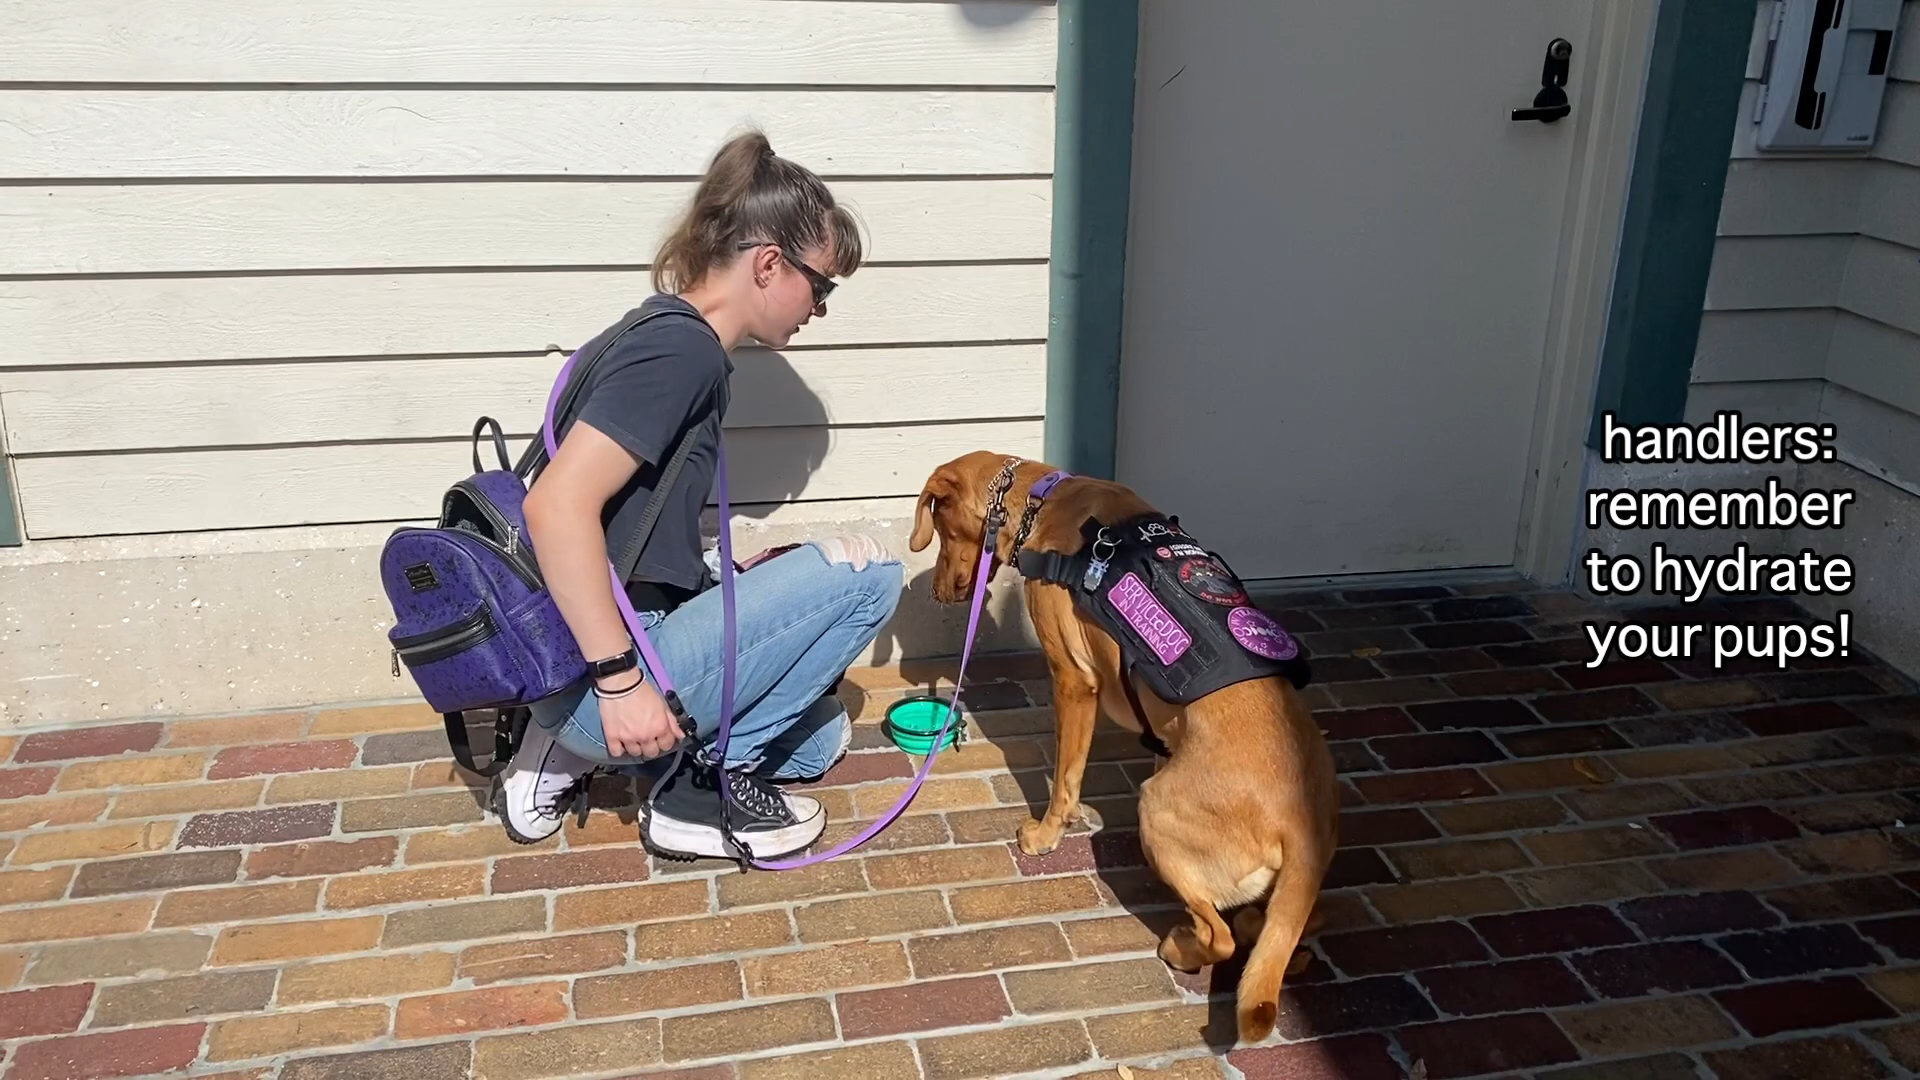 handlers:
remember
to hydrate
your pups!
SERVICE DOG
IN TRAINING